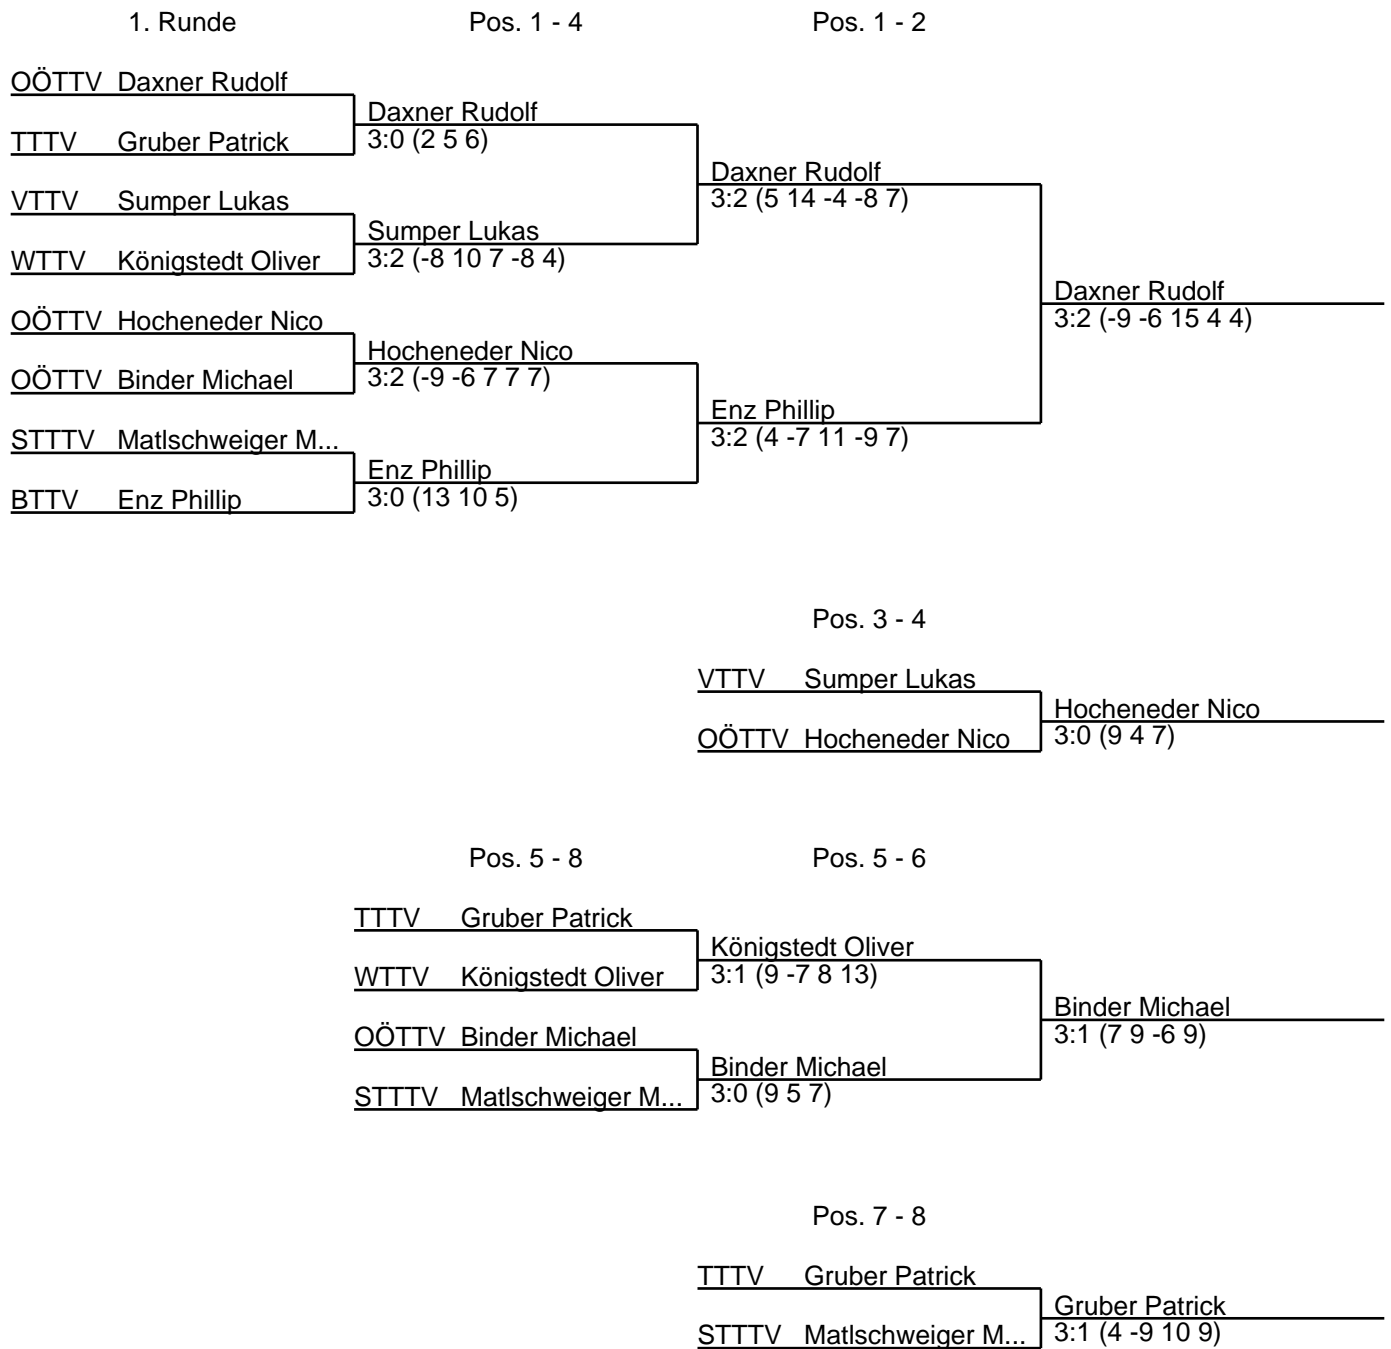 1. Runde Pos. 1 - 4 Pos. 1 - 2
OÖTTV Daxner Rudolf
Daxner Rudolf
TTTV Gruber Patrick
3:0 (2 5 6)
Daxner Rudolf
3:2 (5 14 -4 -8 7)
VTTV Sumper Lukas
Sumper Lukas
WTTV Königstedt Oliver
3:2 (-8 10 7 -8 4)
Daxner Rudolf
3:2 (-9 -6 15 4 4)
OÖTTV Hocheneder Nico
Hocheneder Nico
OÖTTV Binder Michael
3:2 (-9 -6 7 7 7)
Enz Phillip
3:2 (4 -7 11 -9 7)
STTTV Matlschweiger M...
Enz Phillip
BTTV Enz Phillip
3:0 (13 10 5)
Pos. 3 - 4
VTTV Sumper Lukas
Hocheneder Nico
OÖTTV Hocheneder Nico
3:0 (9 4 7)
Pos. 5 - 8 Pos. 5 - 6
TTTV Gruber Patrick
Königstedt Oliver
WTTV Königstedt Oliver
3:1 (9 -7 8 13)
Binder Michael
3:1 (7 9 -6 9)
OÖTTV Binder Michael
Binder Michael
STTTV Matlschweiger M...
3:0 (9 5 7)
Pos. 7 - 8
TTTV Gruber Patrick
Gruber Patrick
STTTV Matlschweiger M...
3:1 (4 -9 10 9)